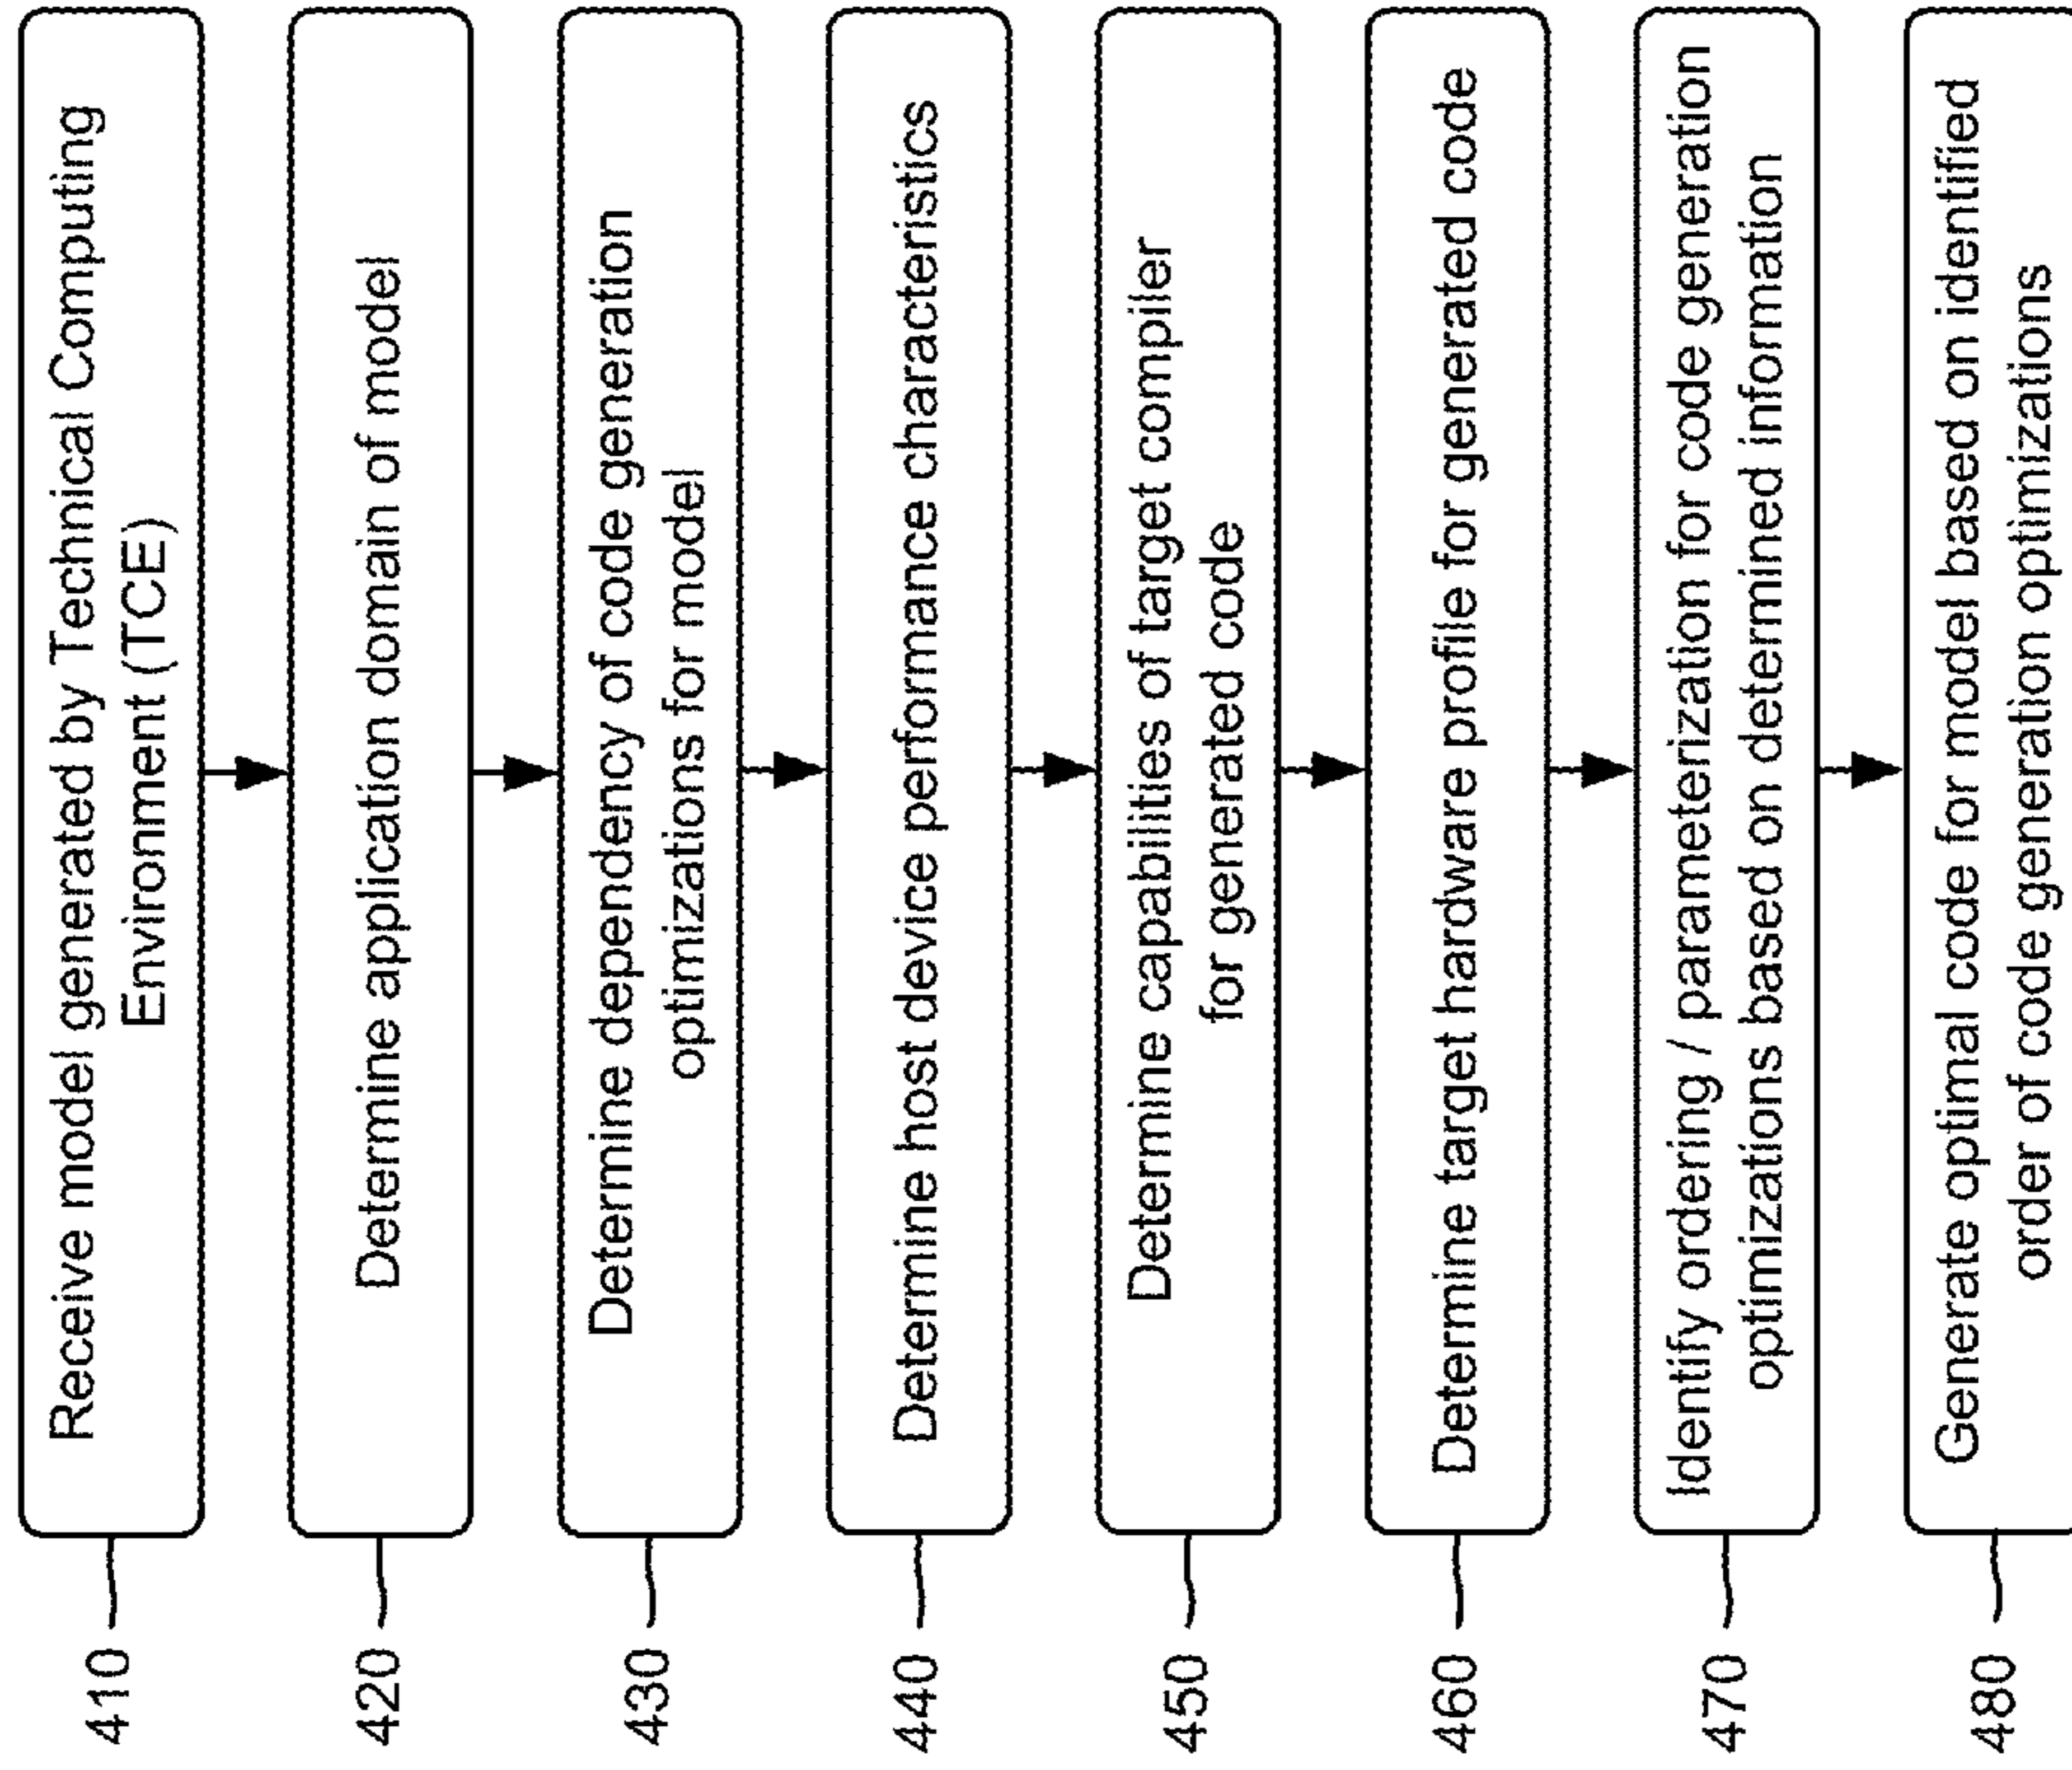 410
Receive model generated by Technical Computing
Environment (TCE)
420
Determine application domain of model
430
Determine dependency of code generation
optimizations for model
440
Determine host device performance characteristics
450
Determine capabilities of target compiler
for generated code
460
Determine target hardware profile for generated code
470
Identify ordering / parameterization for code generation
optimizations based on determined information
480
Generate optimal code for model based on identified
order of code generation optimizations